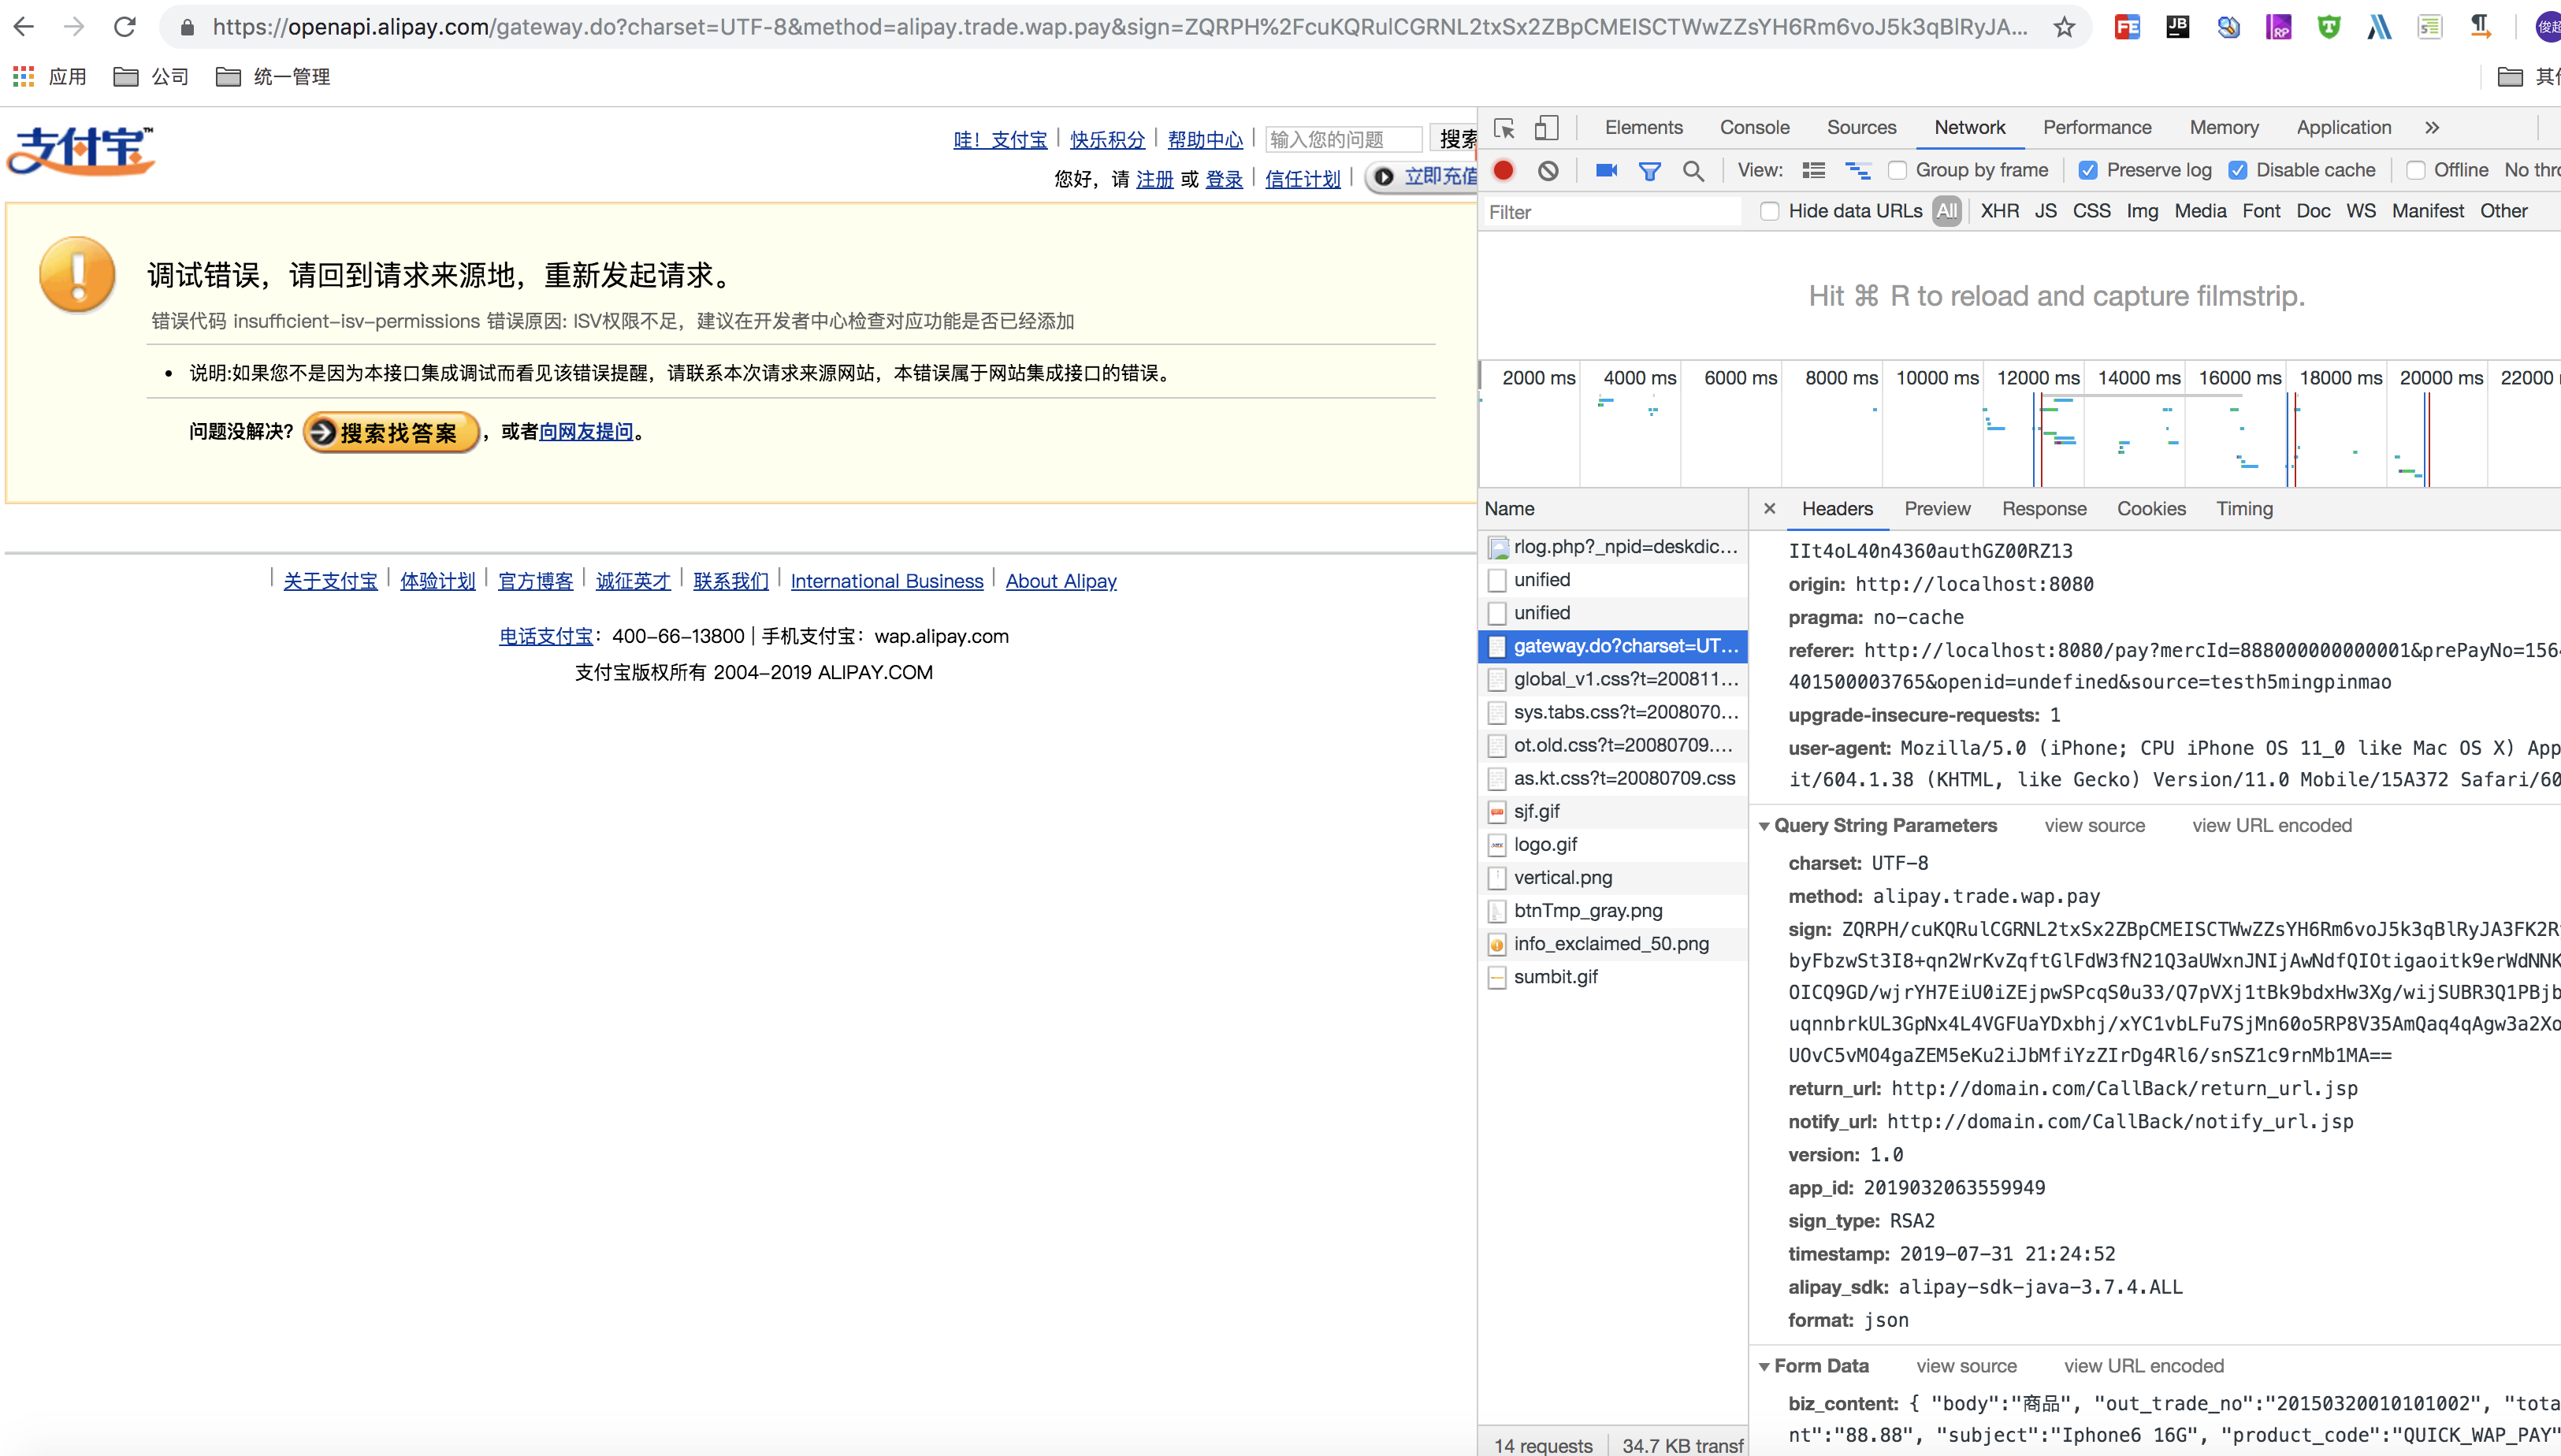 https://openapi.alipay.com/gateway.do?charset=UTF-8&method=alipay.trade.wap.pay&sign=ZQRPH%2FcuKQRulCGRNL2txSx2ZBpCMEISCTWwZZsYH6Rm6voJ5k3qBlRyJA...
应用 公司 统一管理
支付宝™
哇！支付宝 快乐积分 帮助中心 输入您的问题 搜索
您好，请 注册 或 登录 信任计划 立即充值
调试错误，请回到请求来源地，重新发起请求。
错误代码 insufficient-isv-permissions 错误原因: ISV权限不足，建议在开发者中心检查对应功能是否已经添加
• 说明:如果您不是因为本接口集成调试而看见该错误提醒，请联系本次请求来源网站，本错误属于网站集成接口的错误。
问题没解决？ 搜索找答案 ，或者向网友提问。
关于支付宝 体验计划 官方博客 诚征英才 联系我们 International Business About Alipay
电话支付宝：400-66-13800 | 手机支付宝：wap.alipay.com
支付宝版权所有 2004-2019 ALIPAY.COM
Elements Console Sources Network Performance Memory Application »
View: Group by frame Preserve log Disable cache Offline No thr
Filter Hide data URLs All XHR JS CSS Img Media Font Doc WS Manifest Other
Hit ⌘ R to reload and capture filmstrip.
2000 ms 4000 ms 6000 ms 8000 ms 10000 ms 12000 ms 14000 ms 16000 ms 18000 ms 20000 ms 22000
Name
rlog.php?_npid=deskdic...
unified
unified
gateway.do?charset=UT...
global_v1.css?t=200811...
sys.tabs.css?t=2008070...
ot.old.css?t=20080709....
as.kt.css?t=20080709.css
sjf.gif
logo.gif
vertical.png
btnTmp_gray.png
info_exclaimed_50.png
sumbit.gif
14 requests 34.7 KB transf
× Headers Preview Response Cookies Timing
IIt4oL40n4360authGZ00RZ13
origin: http://localhost:8080
pragma: no-cache
referer: http://localhost:8080/pay?mercId=888000000000001&prePayNo=156
401500003765&openid=undefined&source=testh5mingpinmao
upgrade-insecure-requests: 1
user-agent: Mozilla/5.0 (iPhone; CPU iPhone OS 11_0 like Mac OS X) App
it/604.1.38 (KHTML, like Gecko) Version/11.0 Mobile/15A372 Safari/60
Query String Parameters view source view URL encoded
charset: UTF-8
method: alipay.trade.wap.pay
sign: ZQRPH/cuKQRulCGRNL2txSx2ZBpCMEISCTWwZZsYH6Rm6voJ5k3qBlRyJA3FK2R
byFbzwSt3I8+qn2WrKvZqftGlFdW3fN21Q3aUWxnJNIjAwNdfQIOtigaoitk9erWdNNK
OICQ9GD/wjrYH7EiU0iZEjpwSPcqS0u33/Q7pVXj1tBk9bdxHw3Xg/wijSUBR3Q1PBjb
uqnnbrkUL3GpNx4L4VGFUaYDxbhj/xYC1vbLFu7SjMn60o5RP8V35AmQaq4qAgw3a2Xo
UOvC5vMO4gaZEM5eKu2iJbMfiYzZIrDg4Rl6/snSZ1c9rnMb1MA==
return_url: http://domain.com/CallBack/return_url.jsp
notify_url: http://domain.com/CallBack/notify_url.jsp
version: 1.0
app_id: 2019032063559949
sign_type: RSA2
timestamp: 2019-07-31 21:24:52
alipay_sdk: alipay-sdk-java-3.7.4.ALL
format: json
Form Data view source view URL encoded
biz_content: { "body":"商品", "out_trade_no":"20150320010101002", "tota
nt":"88.88", "subject":"Iphone6 16G", "product_code":"QUICK_WAP_PAY"